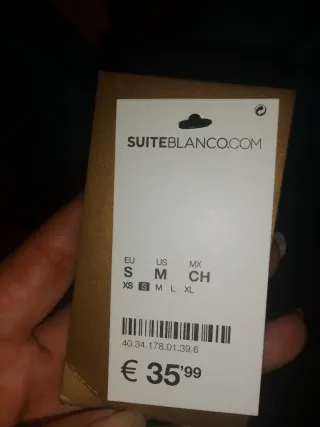 SUITEBLANCO.COM
EU US MX
S M CH
XS S M L XL
40.34.178.01.39.6
€ 35'99